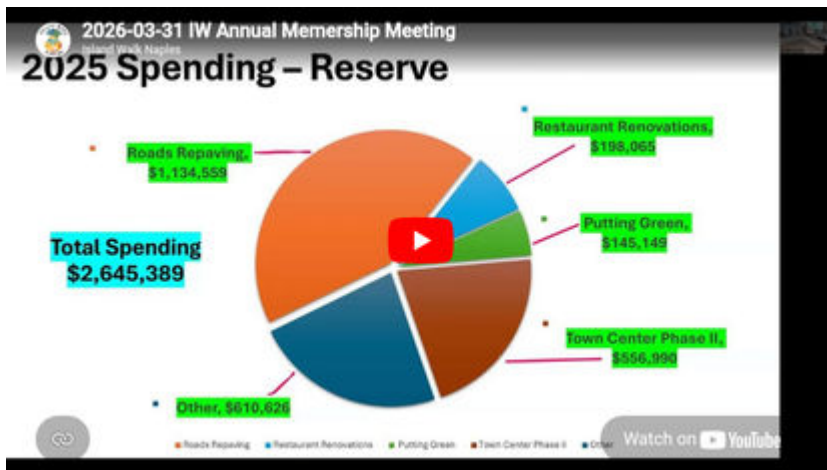 2026-03-31 IW Annual Memership Meeting
Island Walk Naples
2025 Spending – Reserve
Restaurant Renovations,
$198,065
Roads Repaving,
$1,134,559
Putting Green,
$145,149
Total Spending
$2,645,389
Town Center Phase II,
$556,990
Other, $610,626
Roads Repaving
Restaurant Renovations
Putting Green
Town Center Phase II
Other
Watch on YouTube